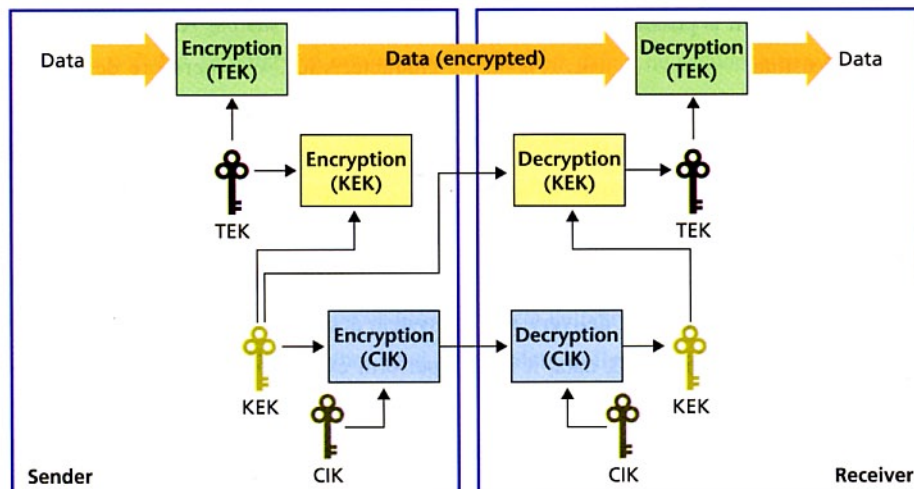 Data
Encryption
(TEK)
Data (encrypted)
Decryption
(TEK)
Data
Encryption
(KEK)
Decryption
(KEK)
TEK
TEK
Encryption
(CIK)
Decryption
(CIK)
KEK
KEK
CIK
CIK
Sender
Receiver